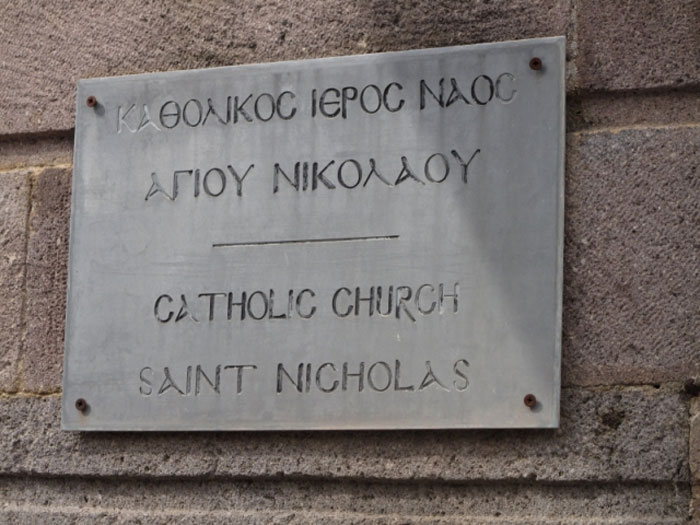 ΚΑΘΟΛΙΚΟΣ ΙΕΡΟΣ ΝΑΟΣ
ΑΓΙΟΥ ΝΙΚΟΛΑΟΥ
CATHOLIC CHURCH
SAINT NICHOLAS